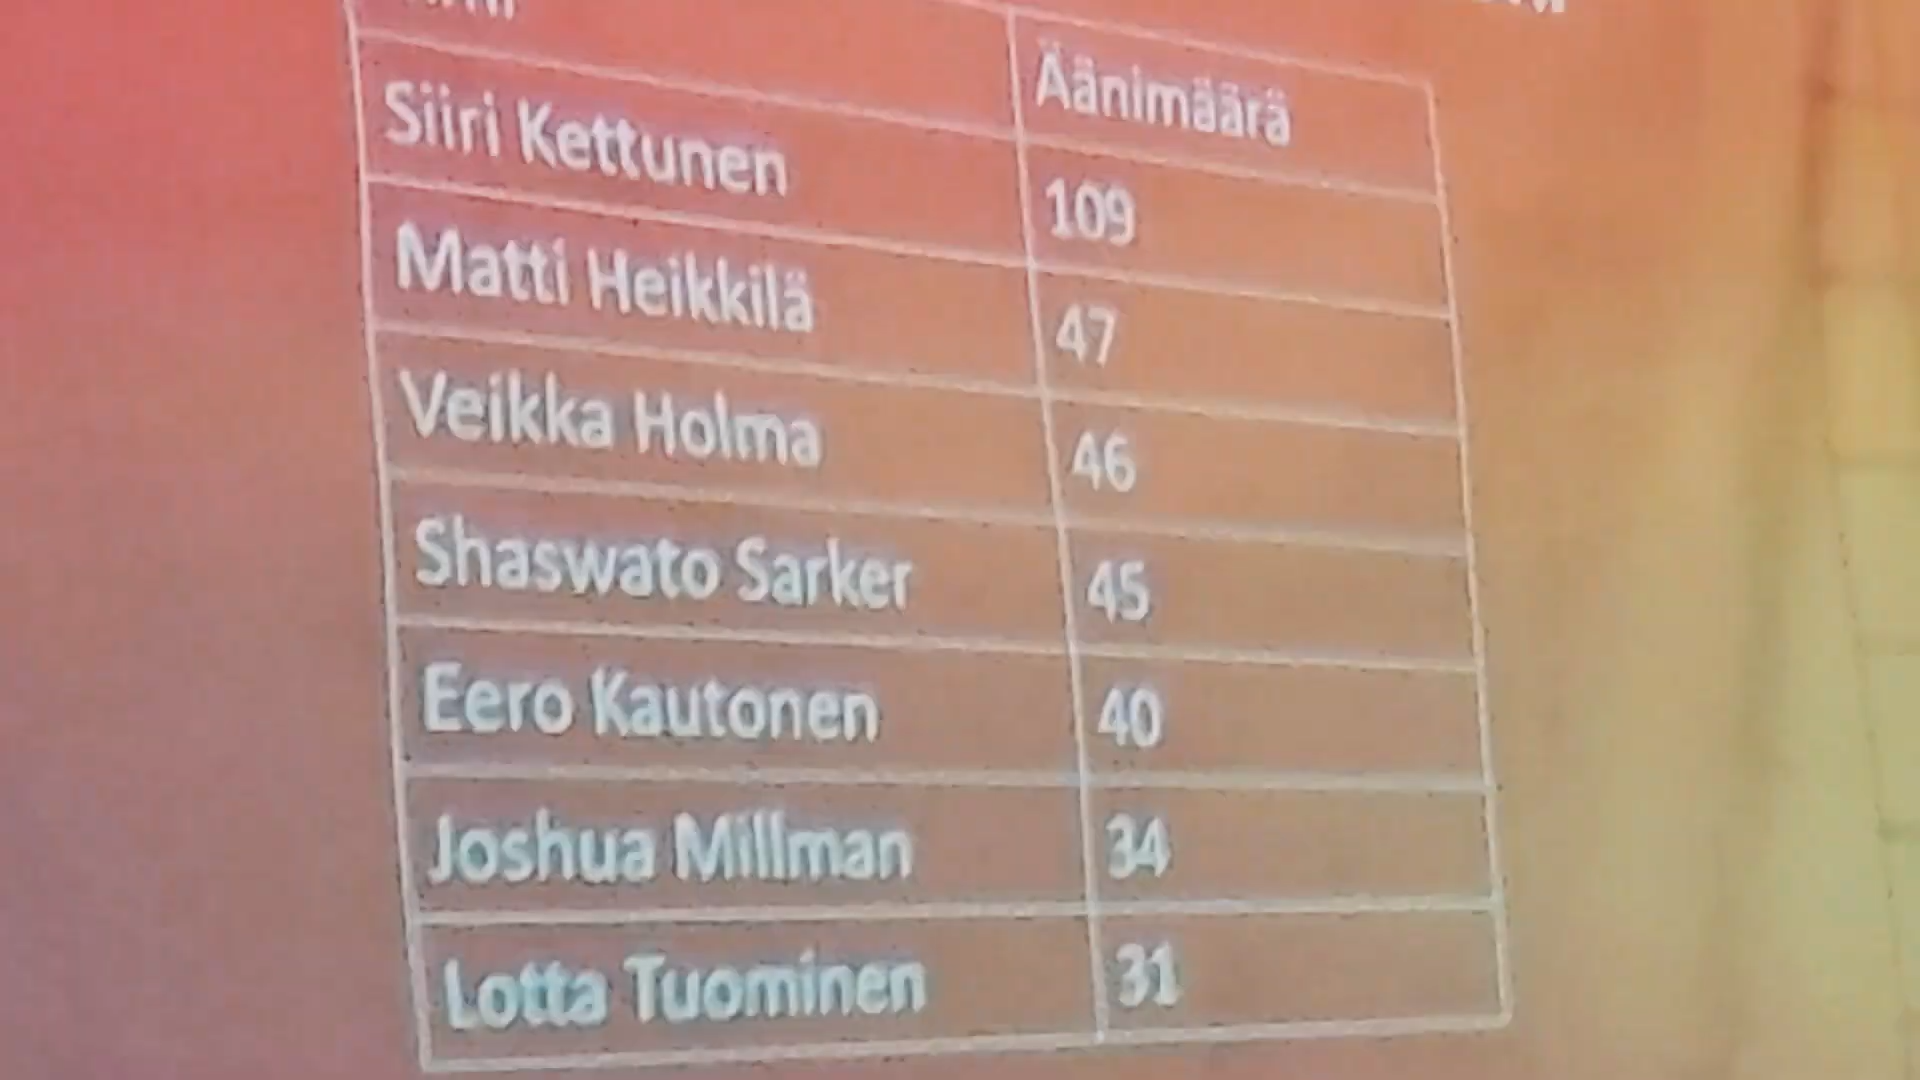 Äänimäärä
Siiri Kettunen 109
Matti Heikkilä 47
Veikka Holma 46
Shaswato Sarker 45
Eero Kautonen 40
Joshua Millman 34
Lotta Tuominen 31